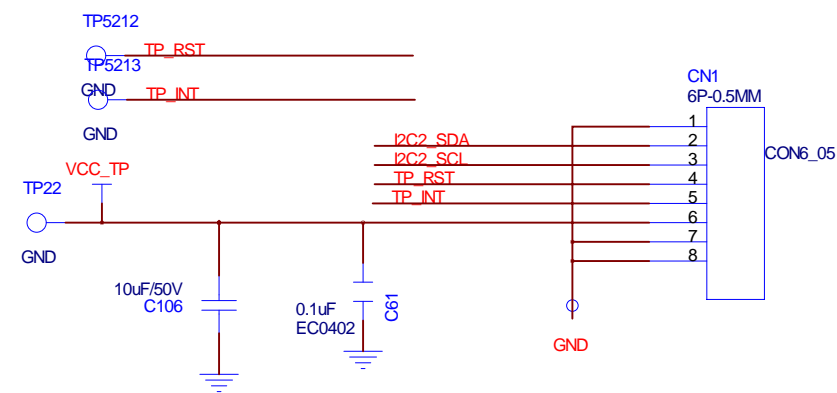 TP5212
TP_RST
TP5213
GND
TP_INT
GND
CN1
6P-0.5MM
1
I2C2_SDA
2
CON6_05
I2C2_SCL
3
VCC_TP
TP_RST
4
TP22
TP_INT
5
6
7
GND
8
10uF/50V
C106
0.1uF
EC0402
C61
GND